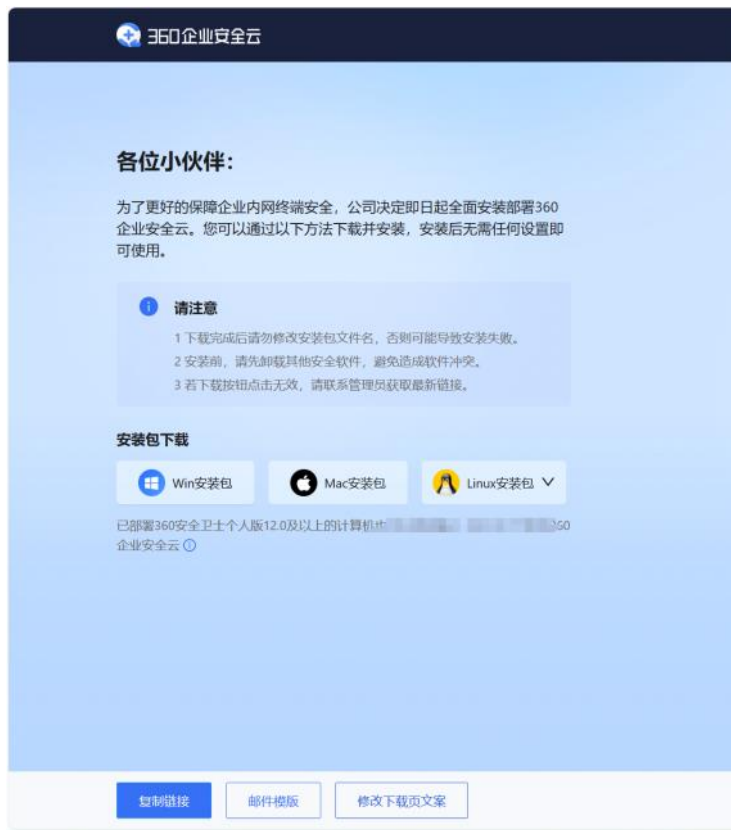 360企业安全云
各位小伙伴：
为了更好的保障企业内网终端安全，公司决定即日起全面安装部署360
企业安全云。您可以通过以下方法下载并安装，安装后无需任何设置即
可使用。
请注意
1 下载完成后请勿修改安装包文件名，否则可能导致安装失败。
2 安装前，请先卸载其他安全软件，避免造成软件冲突。
3 若下载按钮点击无效，请联系管理员获取最新链接。
安装包下载
Win安装包
Mac安装包
Linux安装包
已部署360安全卫士个人版12.0及以上的计算机 360
企业安全云
复制链接
邮件模版
修改下载页文案